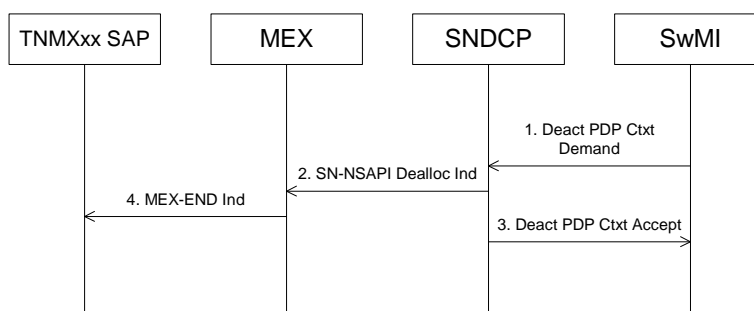 TNMXxx SAP
MEX
SNDCP
SwMI
1. Deact PDP Ctxt
Demand
2. SN-NSAPI Dealloc Ind
4. MEX-END Ind
3. Deact PDP Ctxt Accept